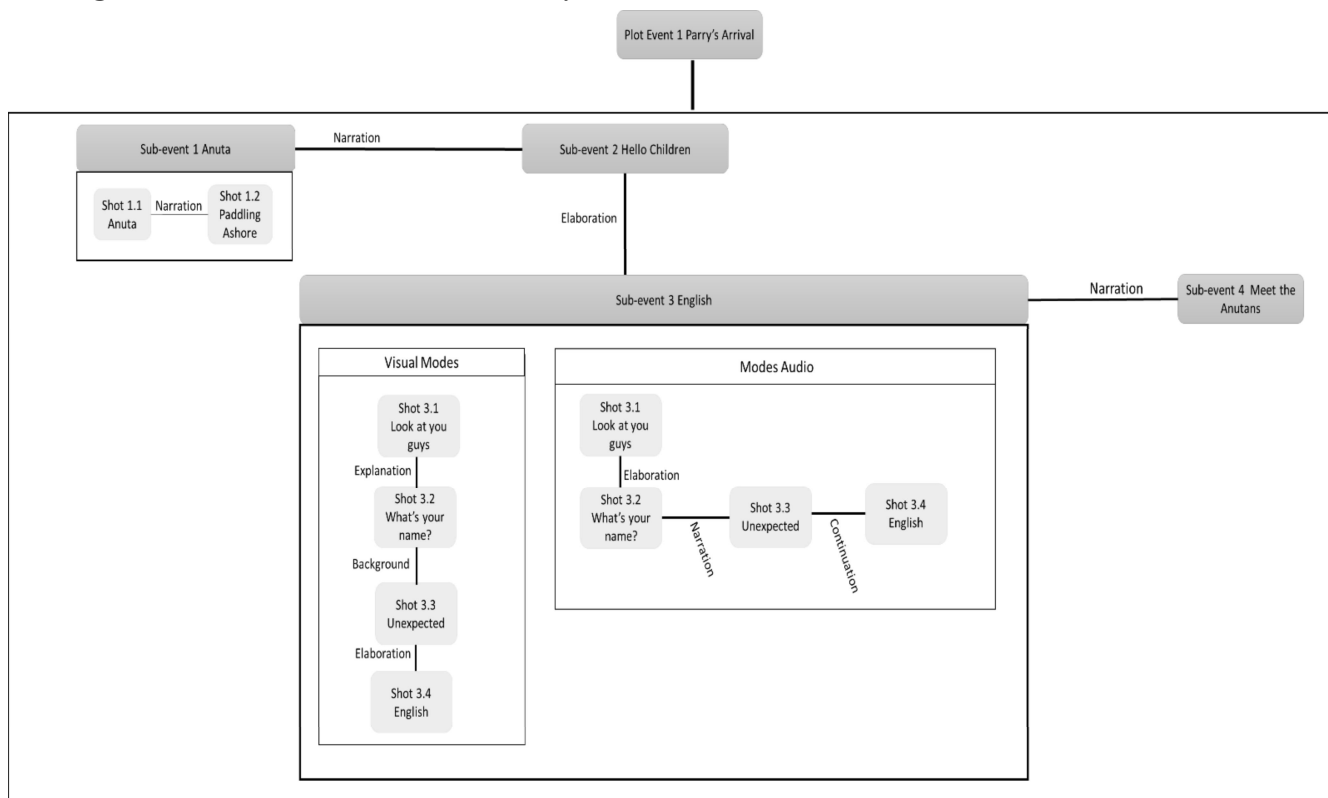 Plot Event 1 Parry's Arrival
Sub-event 1 Anuta
Narration
Sub-event 2 Hello Children
Shot 1.1
Anuta
Narration
Shot 1.2
Paddling
Ashore
Elaboration
Sub-event 3 English
Narration
Sub-event 4 Meet the
Anutans
Visual Modes
Shot 3.1
Look at you
guys
Explanation
Shot 3.2
What's your
name?
Background
Shot 3.3
Unexpected
Elaboration
Shot 3.4
English
Modes Audio
Shot 3.1
Look at you
guys
Elaboration
Shot 3.2
What's your
name?
Narration
Shot 3.3
Unexpected
Continuation
Shot 3.4
English